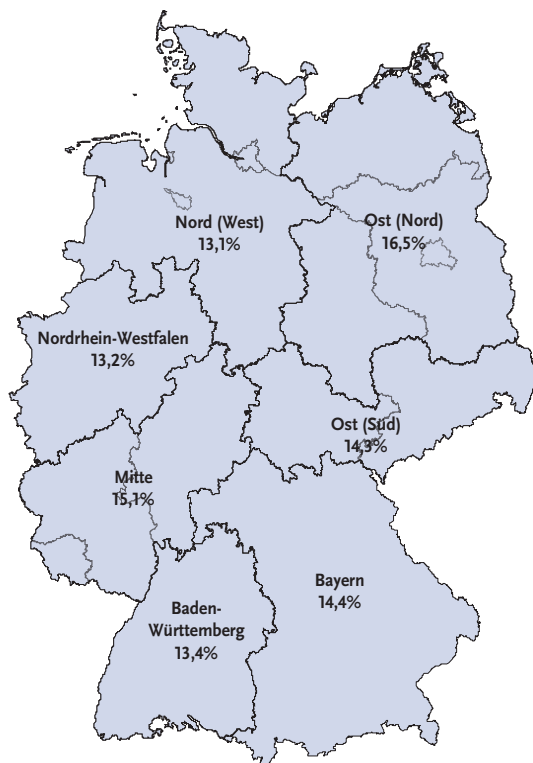 Nord (West)
13,1%
Ost (Nord)
16,5%
Nordrhein-Westfalen
13,2%
Ost (Süd)
14,3%
Mitte
15,1%
Bayern
14,4%
Baden-
Württemberg
13,4%